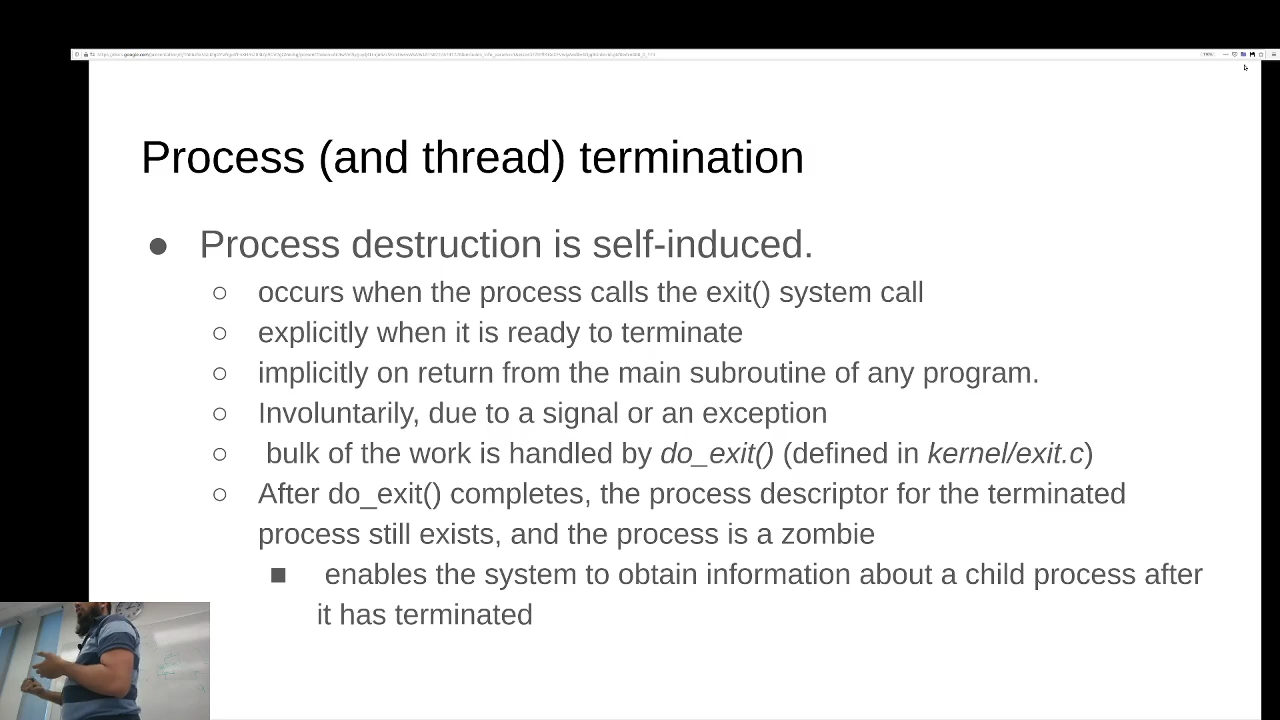 Process (and thread) termination
● Process destruction is self-induced.
○ occurs when the process calls the exit() system call
○ explicitly when it is ready to terminate
○ implicitly on return from the main subroutine of any program.
○ Involuntarily, due to a signal or an exception
○ bulk of the work is handled by do_exit() (defined in kernel/exit.c)
○ After do_exit() completes, the process descriptor for the terminated
process still exists, and the process is a zombie
■ enables the system to obtain information about a child process after
it has terminated